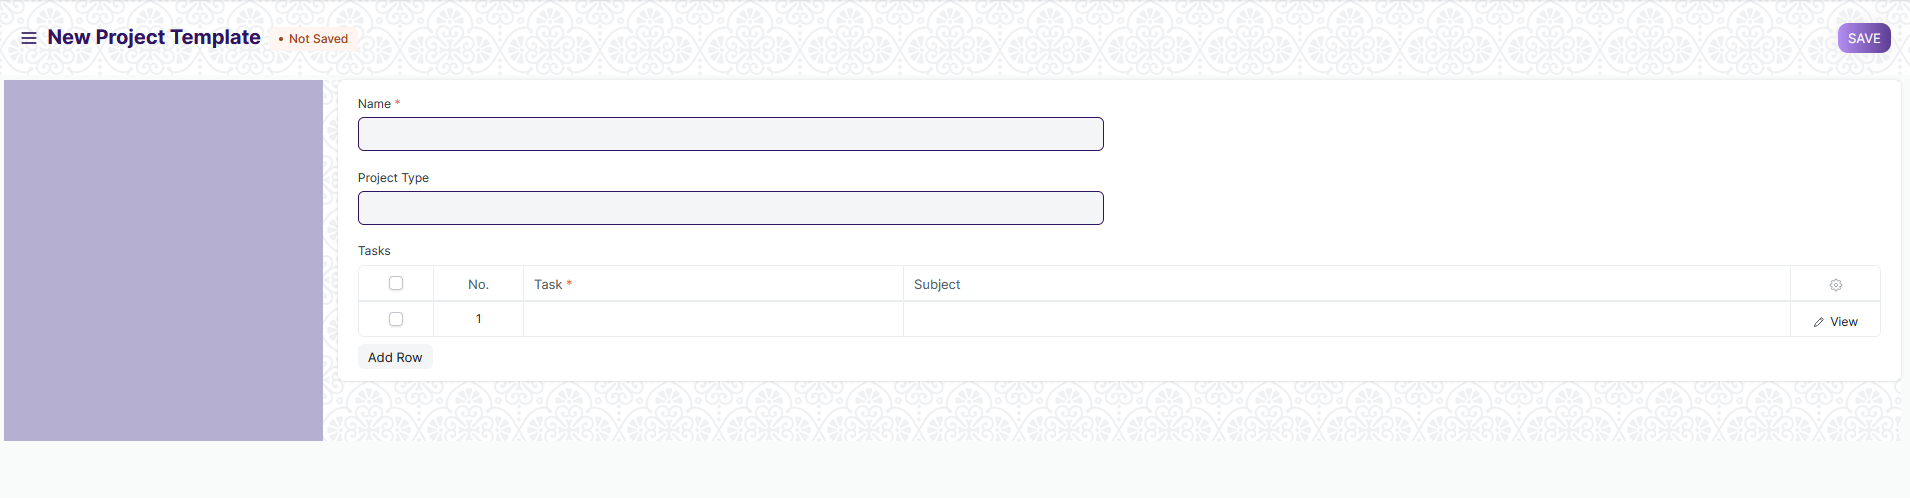 New Project Template • Not Saved SAVE
Name *
Project Type
Tasks
No. Task * Subject
1 View
Add Row